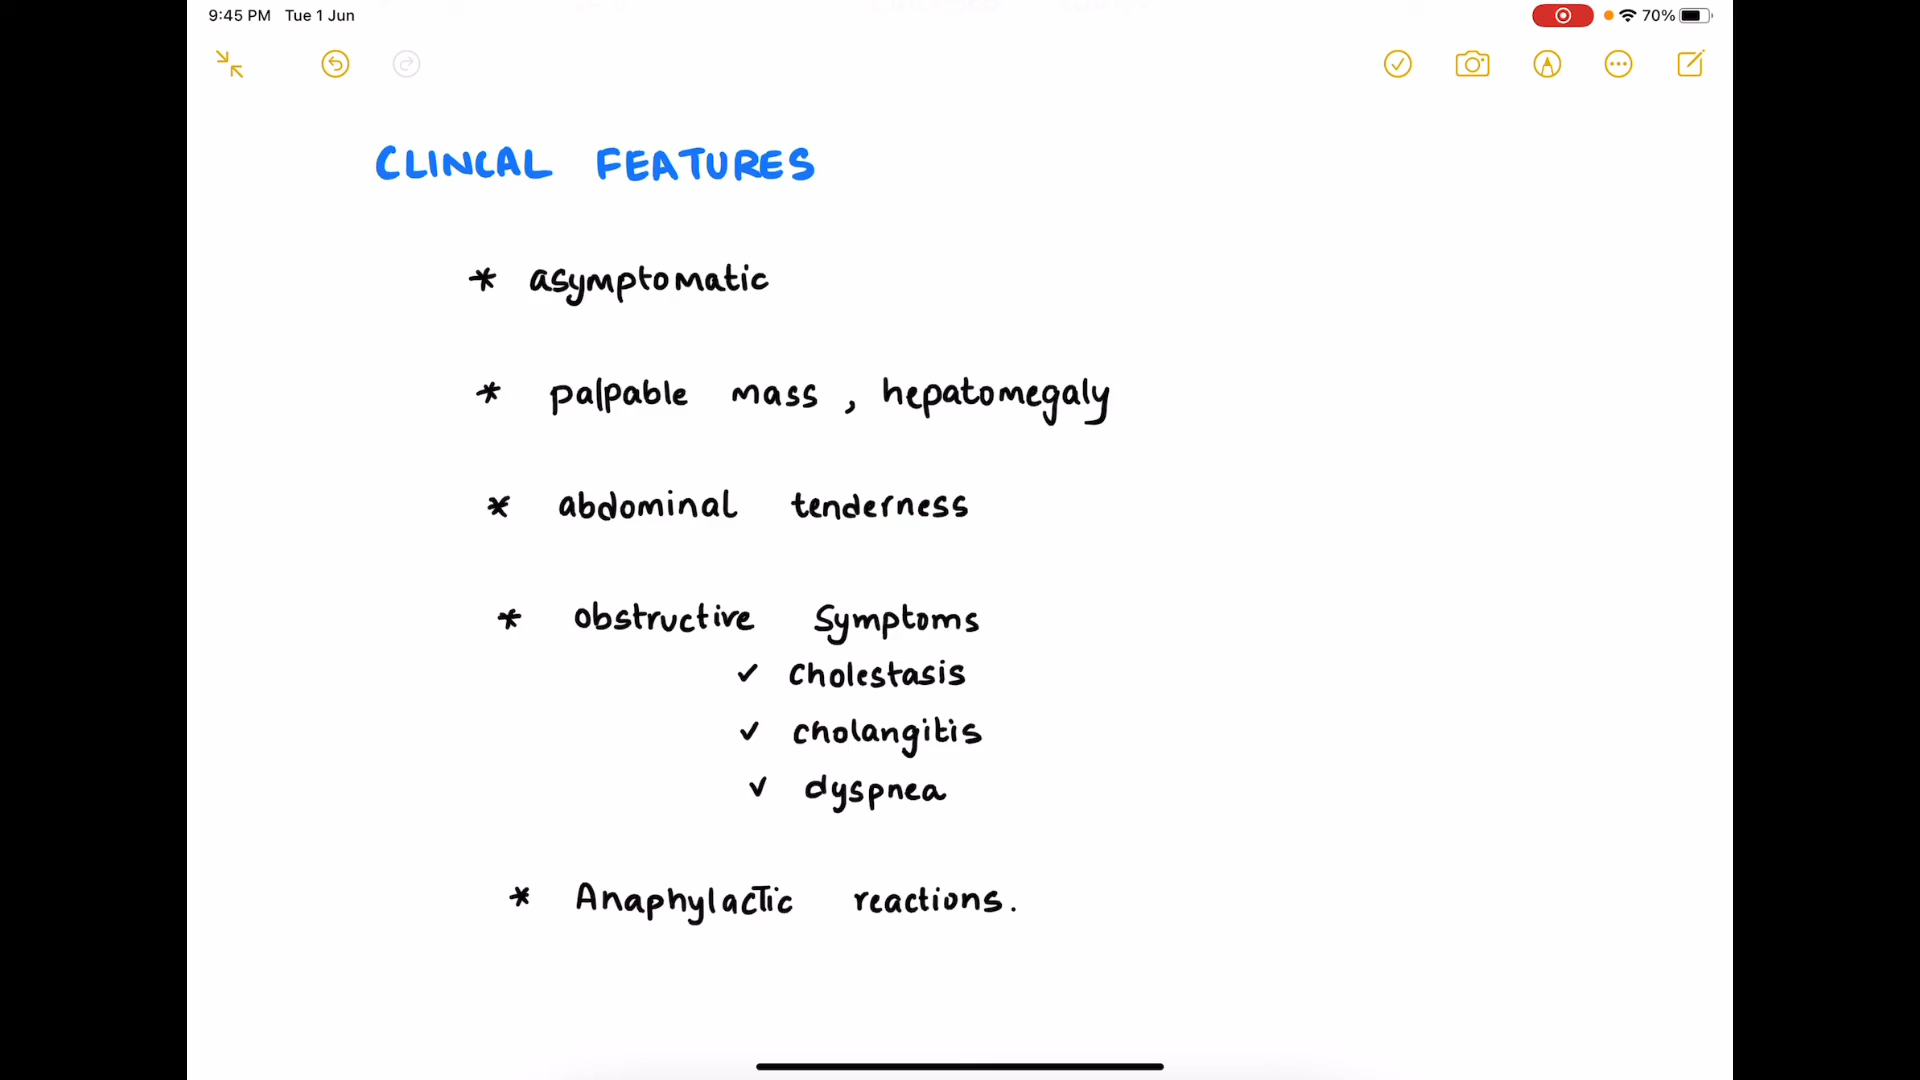 9:45 PM Tue 1 Jun 70%
CLINCAL FEATURES
* asymptomatic
* palpable mass , hepatomegaly
* abdominal tenderness
* obstructive symptoms
✓ cholestasis
✓ cholangitis
✓ dyspnea
* Anaphylactic reactions.